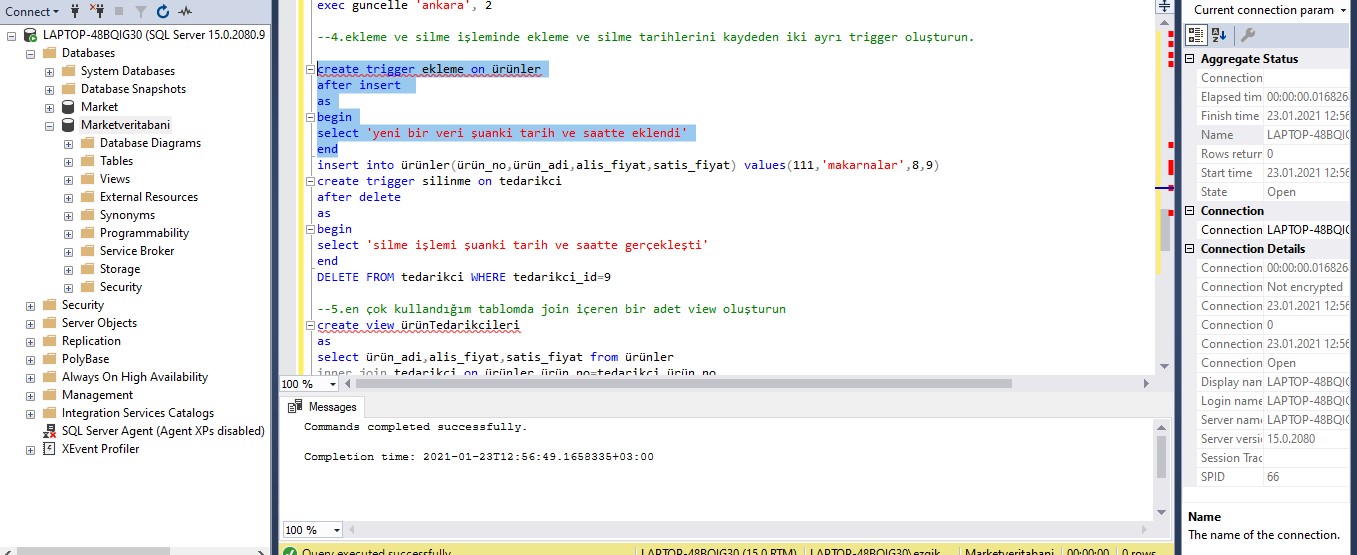 Connect
LAPTOP-48BQIG30 (SQL Server 15.0.2080.9
Databases
System Databases
Database Snapshots
Market
Marketveritabani
Database Diagrams
Tables
Views
External Resources
Synonyms
Programmability
Service Broker
Storage
Security
Security
Server Objects
Replication
PolyBase
Always On High Availability
Management
Integration Services Catalogs
SQL Server Agent (Agent XPs disabled)
XEvent Profiler
exec guncelle 'ankara', 2
--4.ekleme ve silme işleminde ekleme ve silme tarihlerini kaydeden iki ayrı trigger oluşturun.
create trigger ekleme on ürünler
after insert
as
begin
select 'yeni bir veri şuanki tarih ve saatte eklendi'
end
insert into ürünler(ürün_no,ürün_adi,alis_fiyat,satis_fiyat) values(111,'makarnalar',8,9)
create trigger silinme on tedarikci
after delete
as
begin
select 'silme işlemi şuanki tarih ve saatte gerçekleşti'
end
DELETE FROM tedarikci WHERE tedarikci_id=9
--5.en çok kullandığım tablomda join içeren bir adet view oluşturun
create view ürünTedarikcileri
as
select ürün_adi,alis_fiyat,satis_fiyat from ürünler
inner join tedarikci on ürünler.ürün_no=tedarikci.ürün_no
100 %
Messages
Commands completed successfully.
Completion time: 2021-01-23T12:56:49.1658335+03:00
100 %
Query executed successfully
LAPTOP-48BQIG30 (15.0 RTM)
LAPTOP-48BQIG30\ezgik
Marketveritabani
00:00:00
0 rows
Current connection param
Aggregate Status
Connection
Elapsed tim 00:00:00.016826
Finish time 23.01.2021 12:56
Name LAPTOP-48BQIG
Rows return 0
Start time 23.01.2021 12:56
State Open
Connection
Connection LAPTOP-48BQIG
Connection Details
Connection 00:00:00.016826
Connection Not encrypted
Connection 23.01.2021 12:56
Connection 0
Connection 23.01.2021 12:56
Connection Open
Display nam LAPTOP-48BQIG
Login name LAPTOP-48BQIG
Server name LAPTOP-48BQIG
Server versi 15.0.2080
Session Trac
SPID 66
Name
The name of the connection.